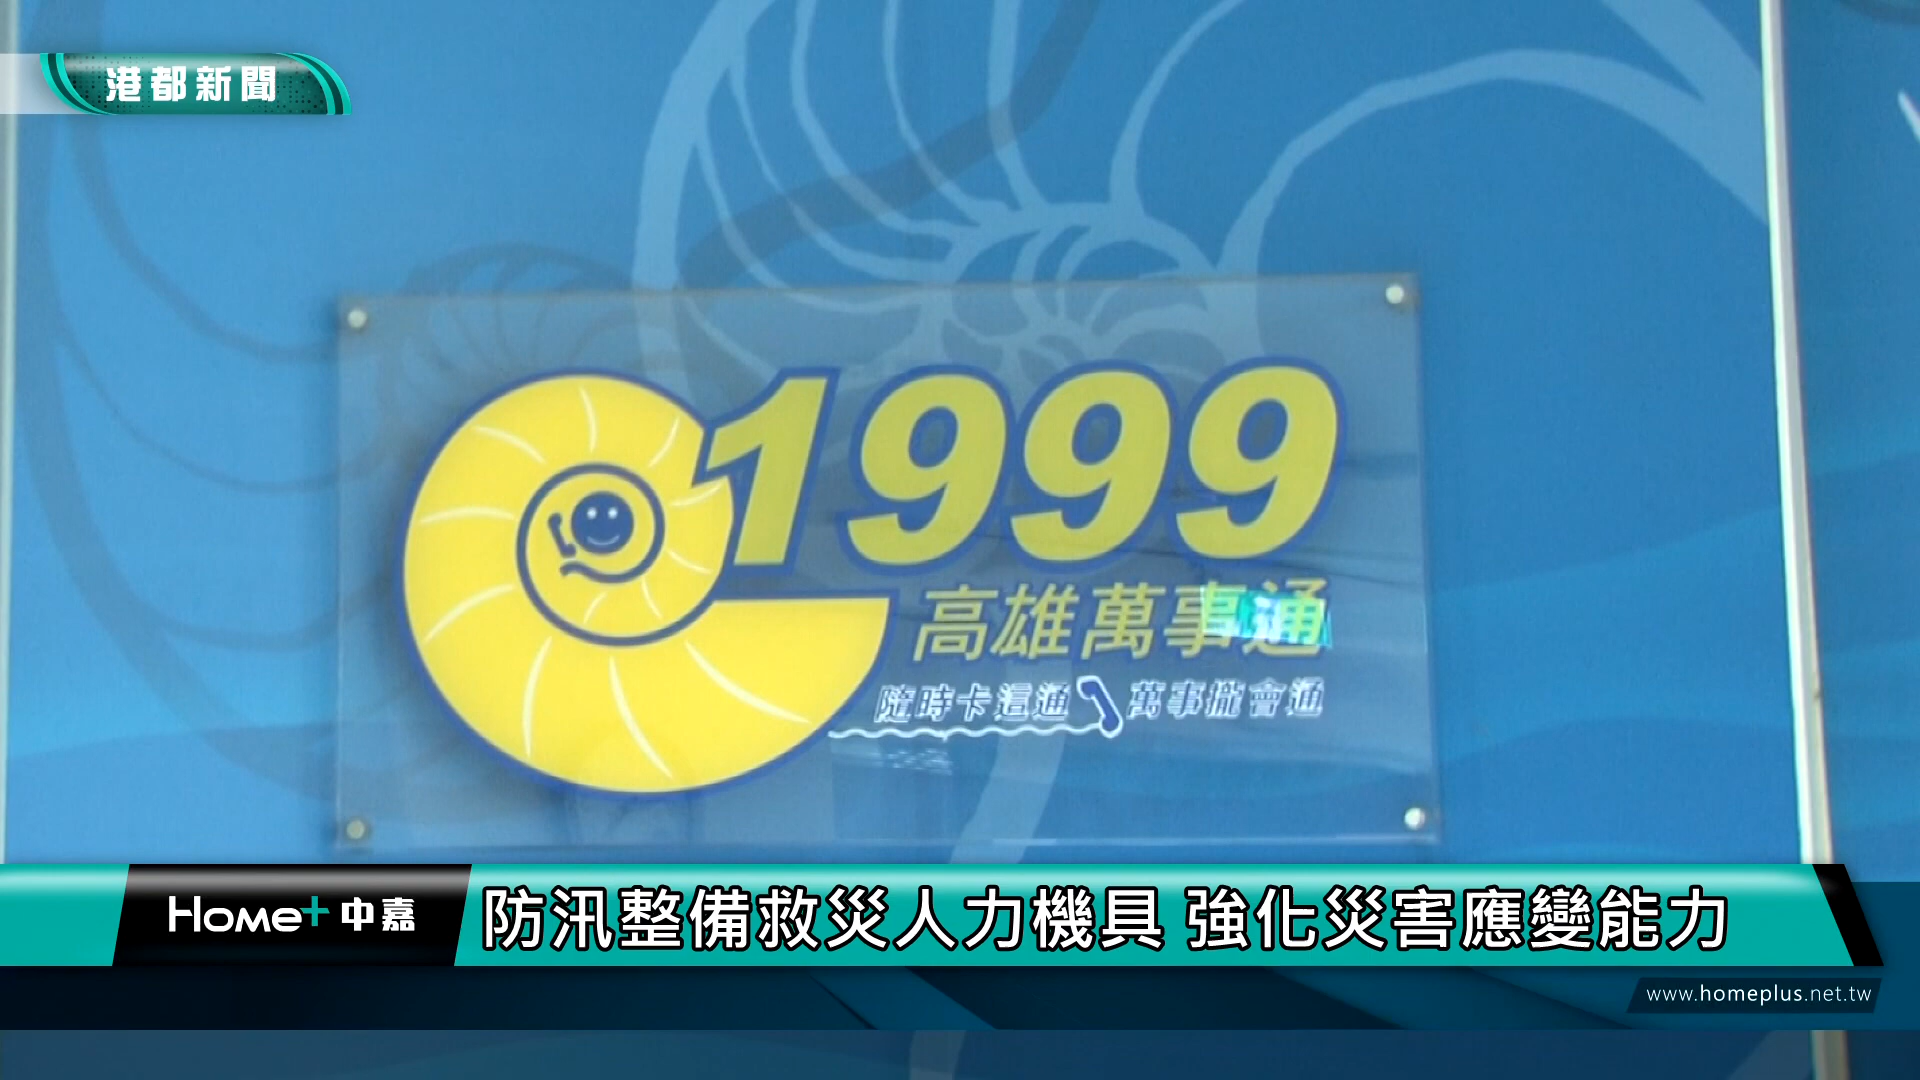 港都新聞
1999
高雄萬事通
隨時卡這通 萬事攏會通
Home+中嘉
防汛整備救災人力機具 強化災害應變能力
www.homeplus.net.tw